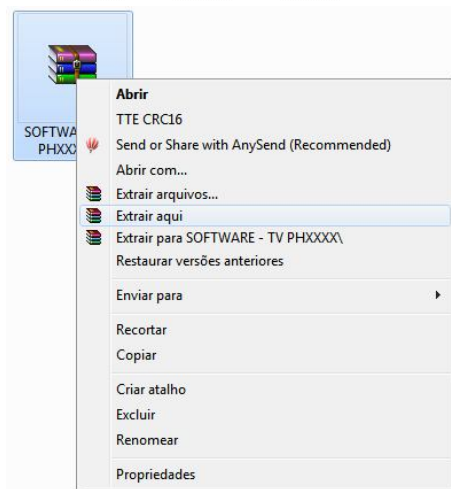 SOFTWA
PHXXX
Abrir
TTE CRC16
Send or Share with AnySend (Recommended)
Abrir com...
Extrair arquivos...
Extrair aqui
Extrair para SOFTWARE - TV PHXXXX\
Restaurar versões anteriores
Enviar para
Recortar
Copiar
Criar atalho
Excluir
Renomear
Propriedades